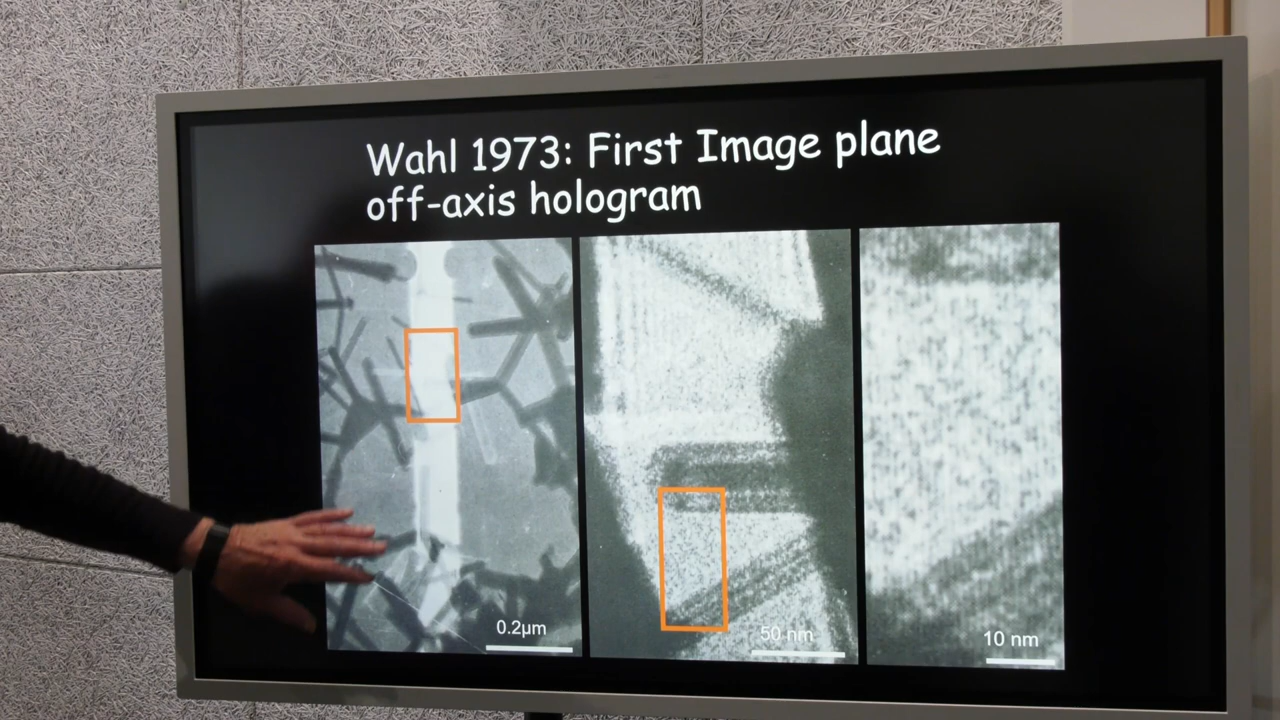 Wahl 1973: First Image plane
off-axis hologram
0.2µm
50 nm
10 nm